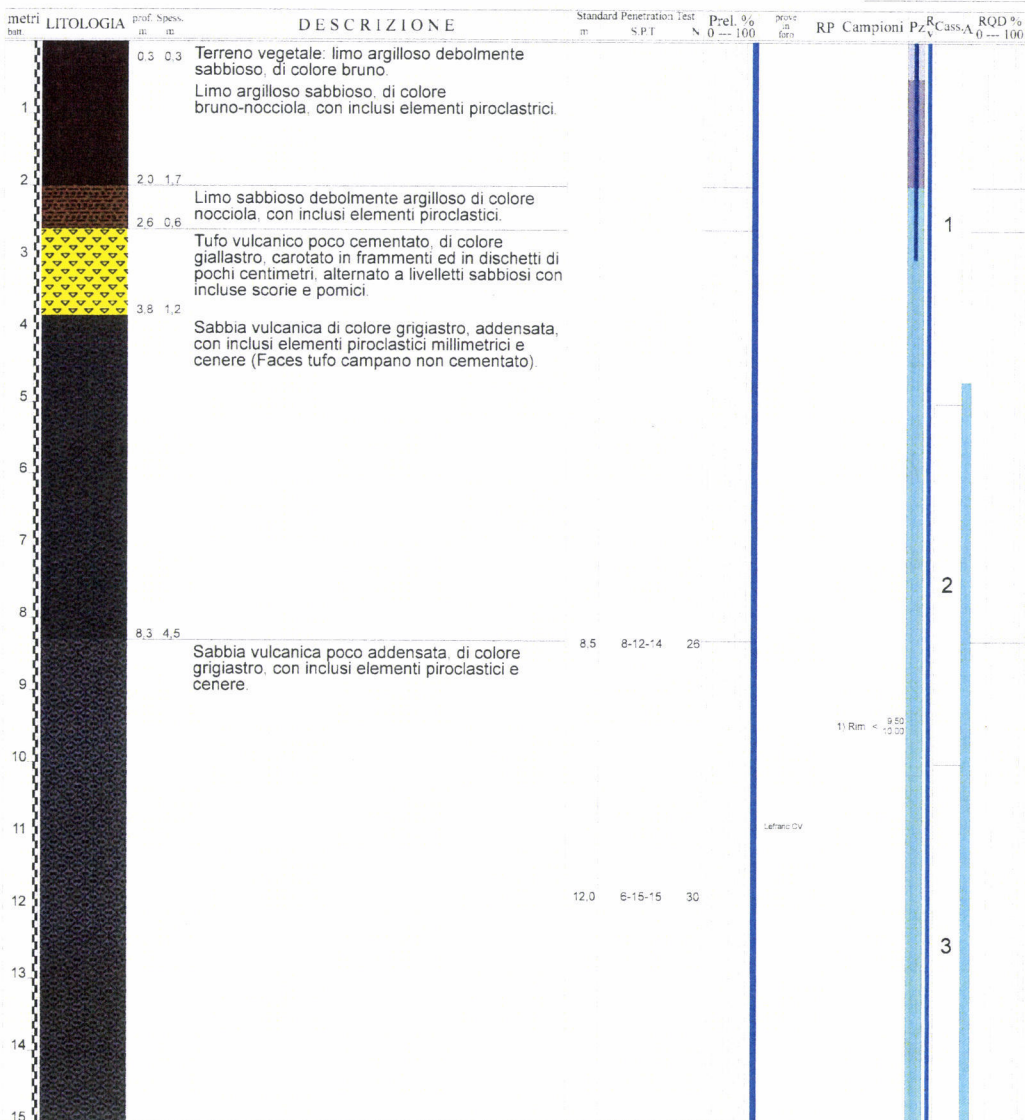 metri batt. LITOLOGIA prof. m Spess. m DESCRIZIONE Standard Penetration Test m S.P.T N Prel. % 0 --- 100 prove in foro RP Campioni Pz Rv Cass. A RQD % 0 --- 100
0,3 0,3 Terreno vegetale: limo argilloso debolmente
sabbioso, di colore bruno.
Limo argilloso sabbioso, di colore
1 bruno-nocciola, con inclusi elementi piroclastrici.
2 2,0 1,7
Limo sabbioso debolmente argilloso di colore
nocciola, con inclusi elementi piroclastici.
2,6 0,6 1
Tufo vulcanico poco cementato, di colore
3 giallastro, carotato in frammenti ed in dischetti di
pochi centimetri, alternato a livelletti sabbiosi con
incluse scorie e pomici.
3,8 1,2
4 Sabbia vulcanica di colore grigiastro, addensata,
con inclusi elementi piroclastici millimetrici e
cenere (Faces tufo campano non cementato).
5
6
7
2
8
8,3 4,5 8,5 8-12-14 26
Sabbia vulcanica poco addensata, di colore
grigiastro, con inclusi elementi piroclastici e
9 cenere.
1) Rim < 9,50 10,00
10
11 Lefranc CV
12 12,0 6-15-15 30
3
13
14
15